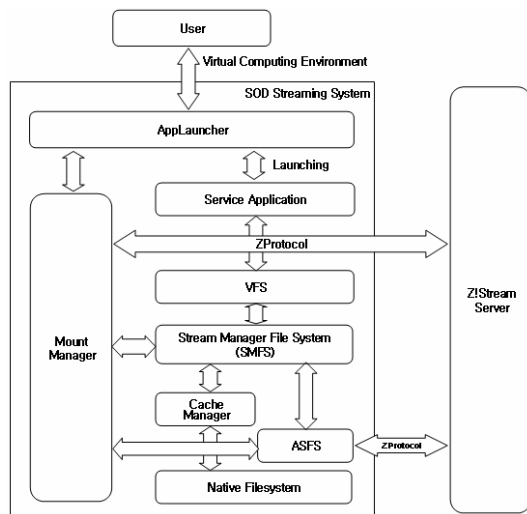 User
Virtual Computing Environment
SOD Streaming System
AppLauncher
Launching
Service Application
ZProtocol
VFS
Z!Stream
Server
Mount
Manager
Stream Manager File System
(SMFS)
Cache
Manager
ASFS
ZProtocol
Native Filesystem